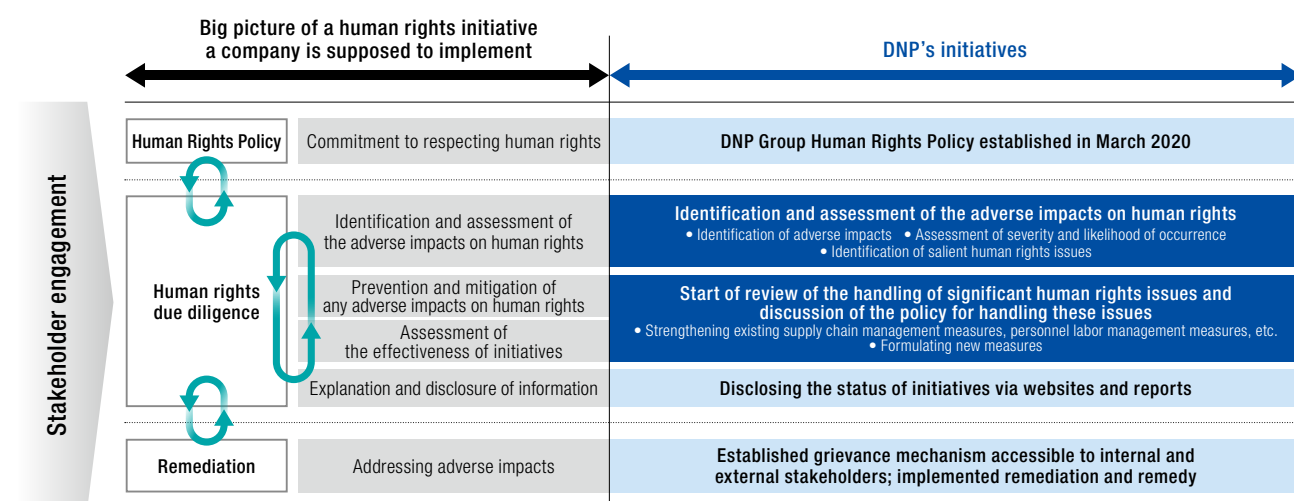 Big picture of a human rights initiative
a company is supposed to implement
DNP's initiatives
Stakeholder engagement
Human Rights Policy
Commitment to respecting human rights
DNP Group Human Rights Policy established in March 2020
Human rights
due diligence
Identification and assessment of
the adverse impacts on human rights
Identification and assessment of the adverse impacts on human rights
• Identification of adverse impacts • Assessment of severity and likelihood of occurrence
• Identification of salient human rights issues
Prevention and mitigation of
any adverse impacts on human rights
Assessment of
the effectiveness of initiatives
Start of review of the handling of significant human rights issues and
discussion of the policy for handling these issues
• Strengthening existing supply chain management measures, personnel labor management measures, etc.
• Formulating new measures
Explanation and disclosure of information
Disclosing the status of initiatives via websites and reports
Remediation
Addressing adverse impacts
Established grievance mechanism accessible to internal and
external stakeholders; implemented remediation and remedy